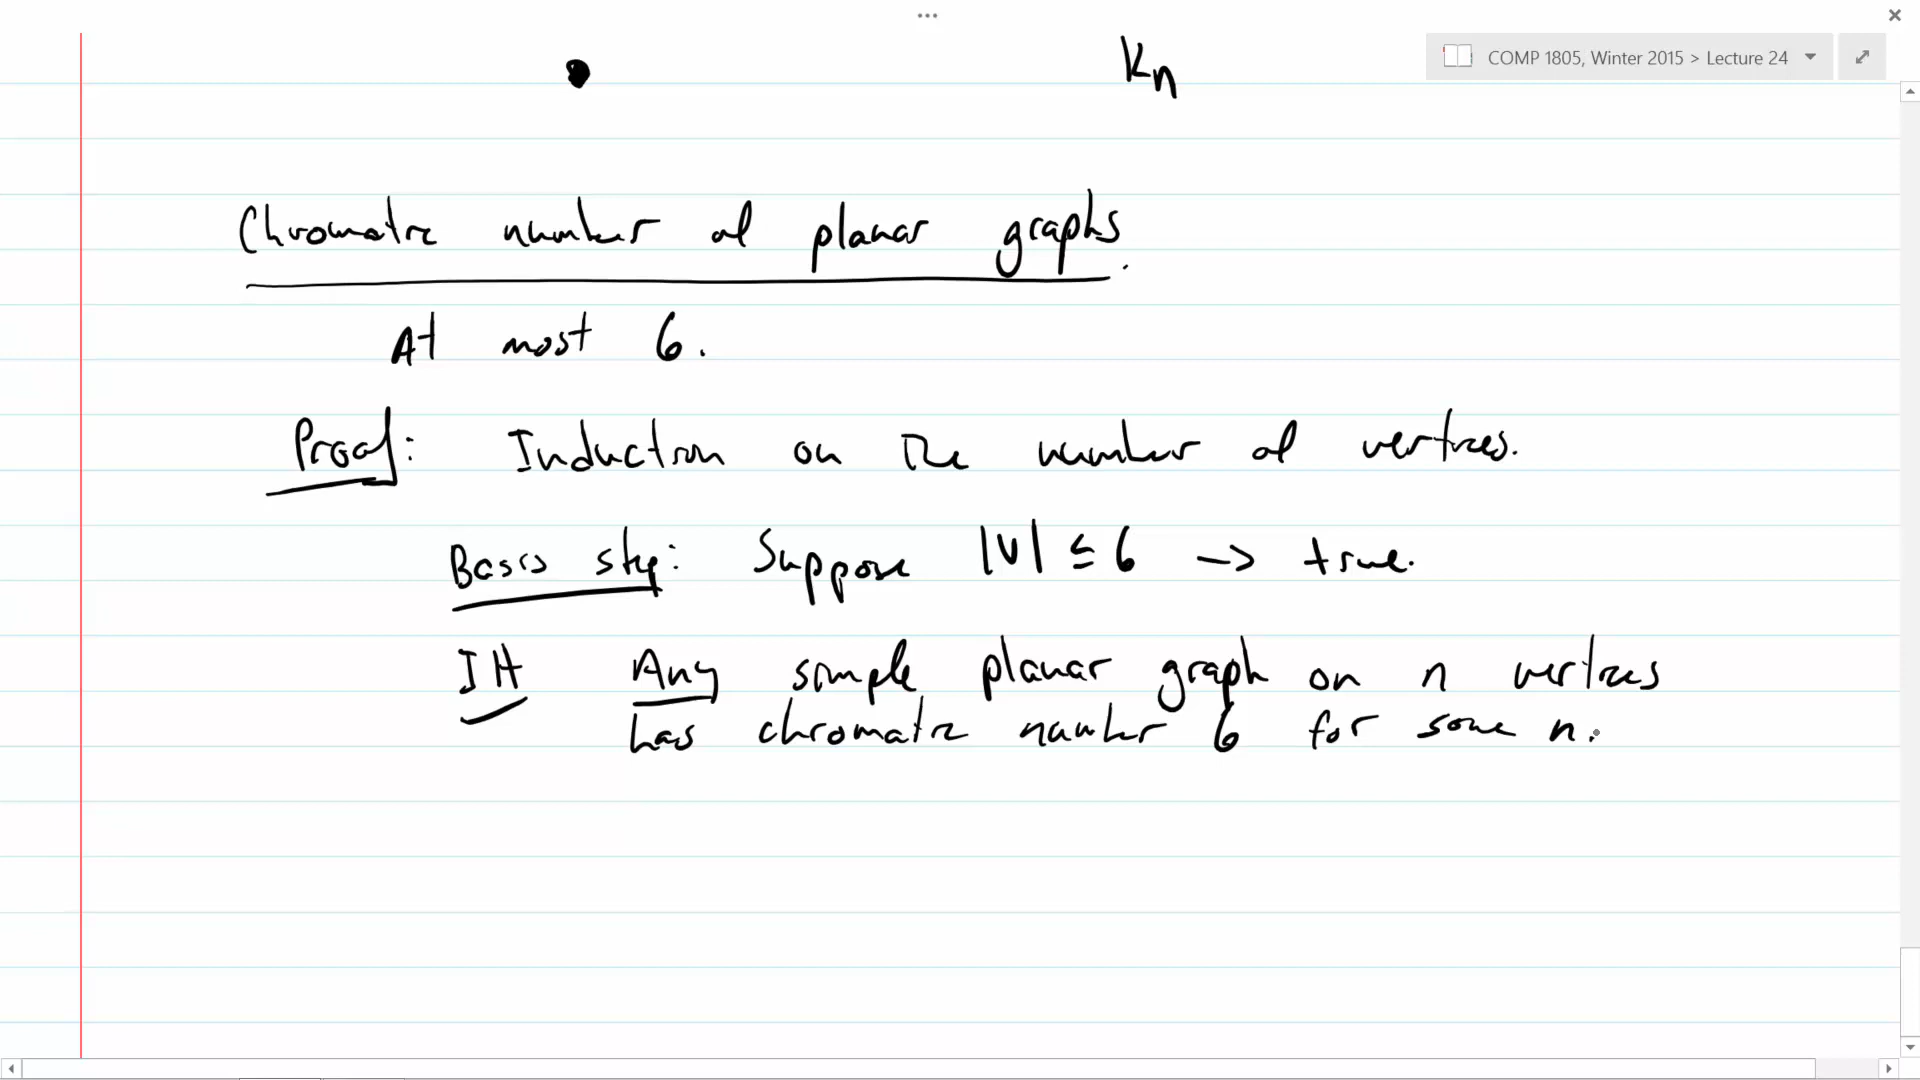 COMP 1805, Winter 2015 > Lecture 24
Kn
Chromatic number of planar graphs.
At most 6.
Proof: Induction on the number of vertices.
Basis step: Suppose |V| ≤ 6 -> true.
IH Any simple planar graph on n vertices
has chromatic number 6 for some n.